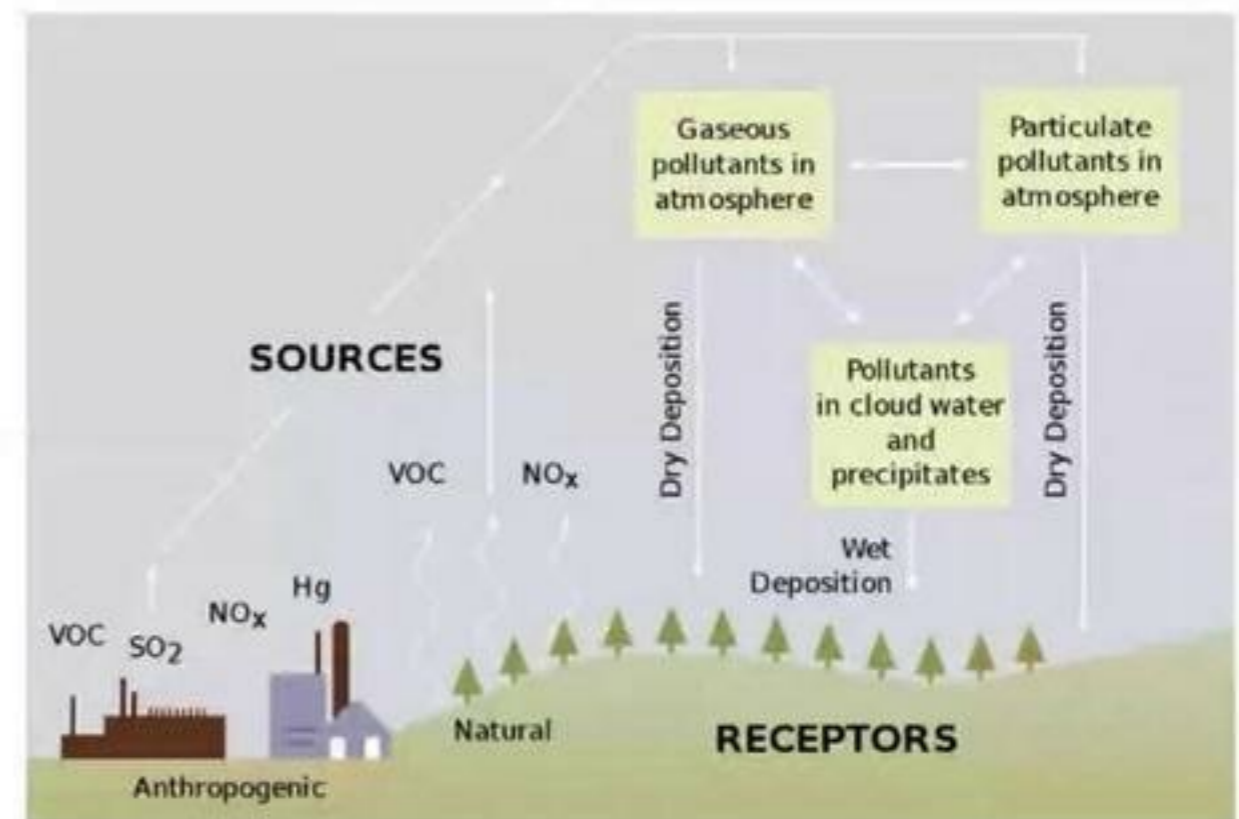 Gaseous
pollutants in
atmosphere
Particulate
pollutants in
atmosphere
SOURCES
Dry Deposition
Pollutants
in cloud water
and
precipitates
Dry Deposition
VOC
NOx
Wet
Deposition
Hg
NOx
VOC
SO2
Natural
RECEPTORS
Anthropogenic